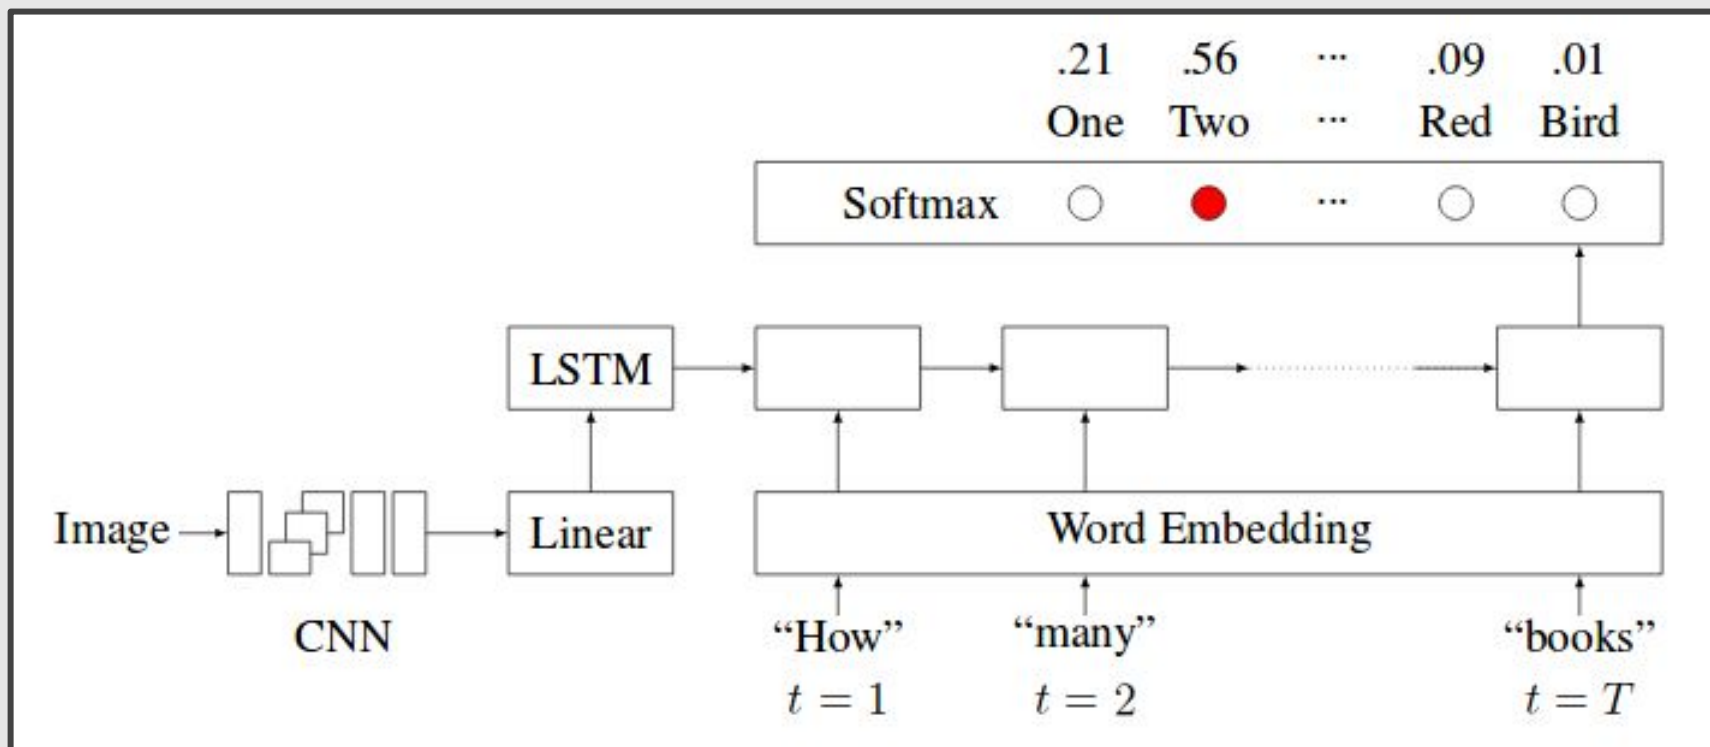 .21 .56 ... .09 .01
One Two ... Red Bird
Softmax ...
LSTM
Image Linear Word Embedding
CNN “How” “many” “books”
t = 1 t = 2 t = T